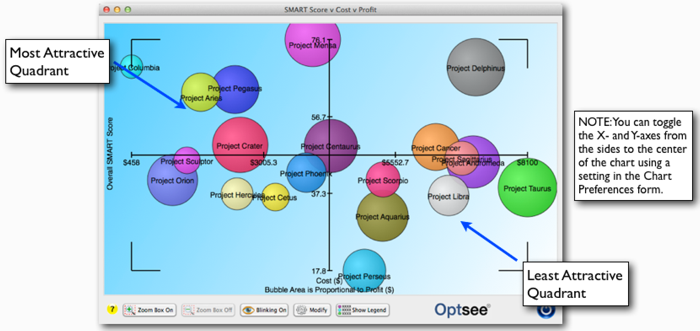 SMART Score v Cost v Profit
Most Attractive
Quadrant
76.1
Project Mensa
Project Columbia
Project Delphinus
Project Pegasus
Project Aries
Overall SMART Score
56.7
Project Crater
Project Centaurus
Project Cancer
Project Sculptor
Project Sagittarius
Project Andromeda
$458
$3005.3
$5552.7
$8100
Project Phoenix
Project Orion
Project Scorpio
Project Taurus
Project Hercules
Project Cetus
37.3
Project Libra
Project Aquarius
17.8
Project Perseus
Cost ($)
Bubble Area is Proportional to Profit ($)
NOTE:You can toggle
the X- and Y-axes from
the sides to the center
of the chart using a
setting in the Chart
Preferences form.
Least Attractive
Quadrant
?
Zoom Box On
Zoom Box Off
Blinking On
Modify
Show Legend
Optsee®